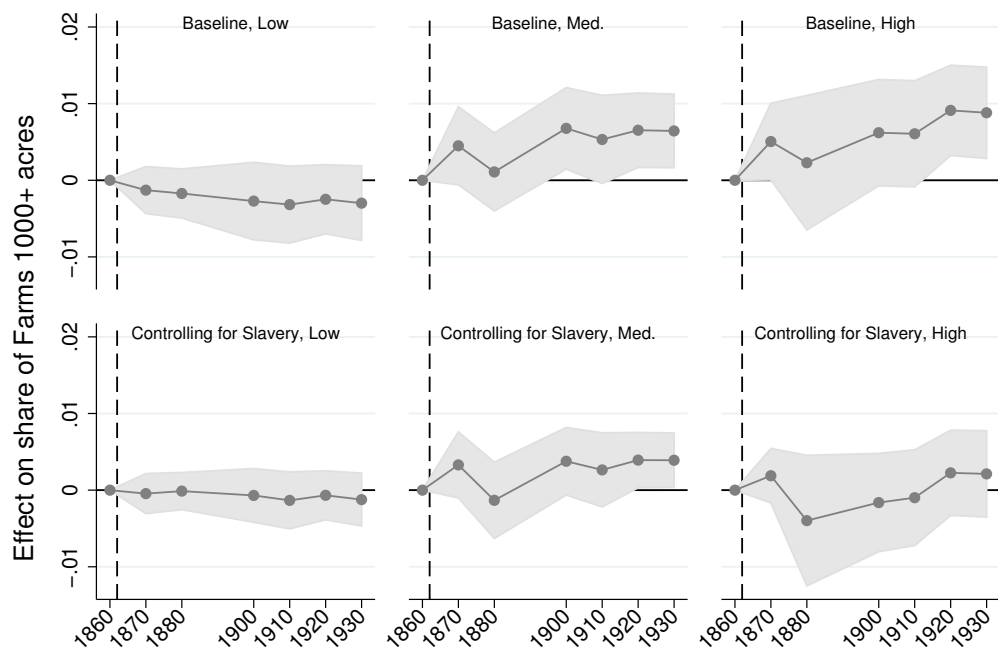 Effect on share of Farms 1000+ acres
Baseline, Low
Baseline, Med.
Baseline, High
.02
.01
0
-.01
Controlling for Slavery, Low
Controlling for Slavery, Med.
Controlling for Slavery, High
.02
.01
0
-.01
1860 1870 1880 1900 1910 1920 1930
1860 1870 1880 1900 1910 1920 1930
1860 1870 1880 1900 1910 1920 1930